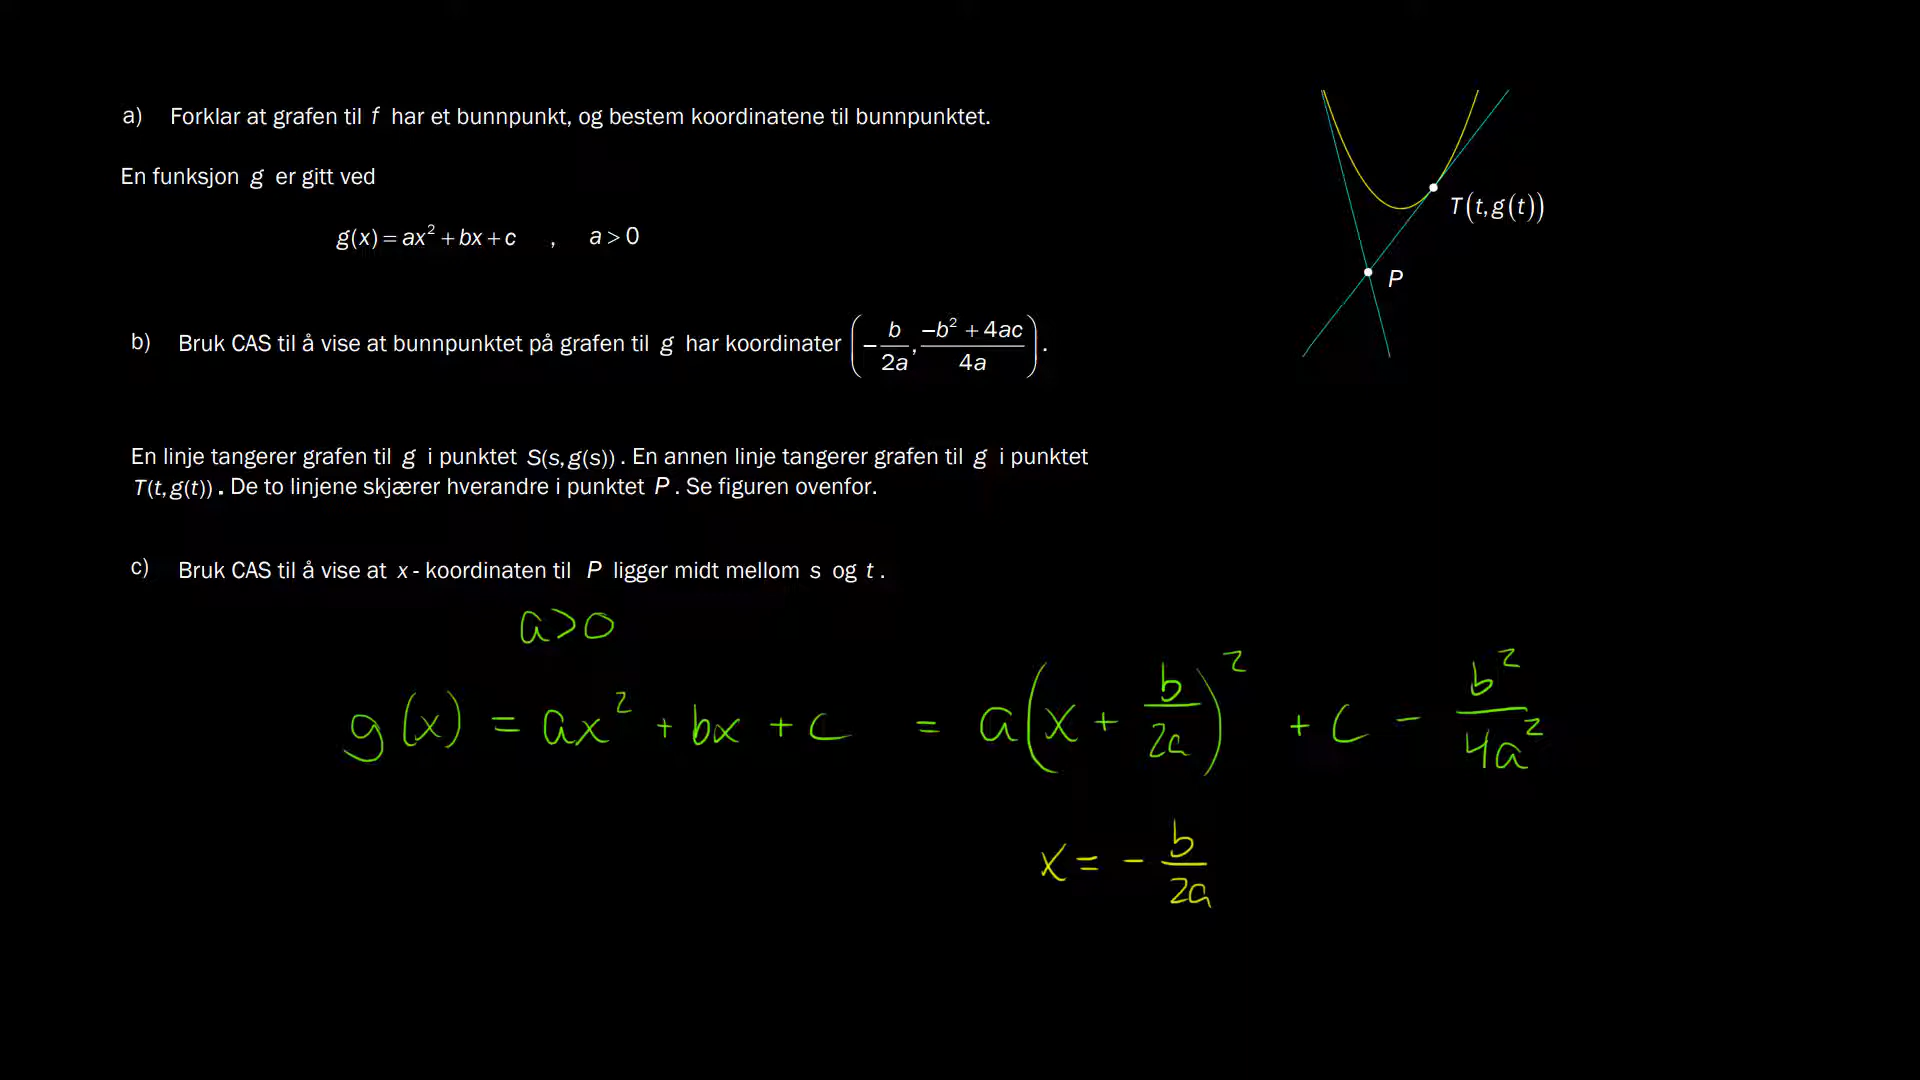 a) Forklar at grafen til f har et bunnpunkt, og bestem koordinatene til bunnpunktet.
En funksjon g er gitt ved
g(x) = ax² + bx + c , a > 0
T(t, g(t))
P
b) Bruk CAS til å vise at bunnpunktet på grafen til g har koordinater (−b/2a, (−b² + 4ac)/4a).
En linje tangerer grafen til g i punktet S(s, g(s)). En annen linje tangerer grafen til g i punktet
T(t, g(t)). De to linjene skjærer hverandre i punktet P. Se figuren ovenfor.
c) Bruk CAS til å vise at x - koordinaten til P ligger midt mellom s og t.
a > 0
g(x) = ax² + bx + c = a(x + b/2a)² + c − b²/4a²
x = − b/2a